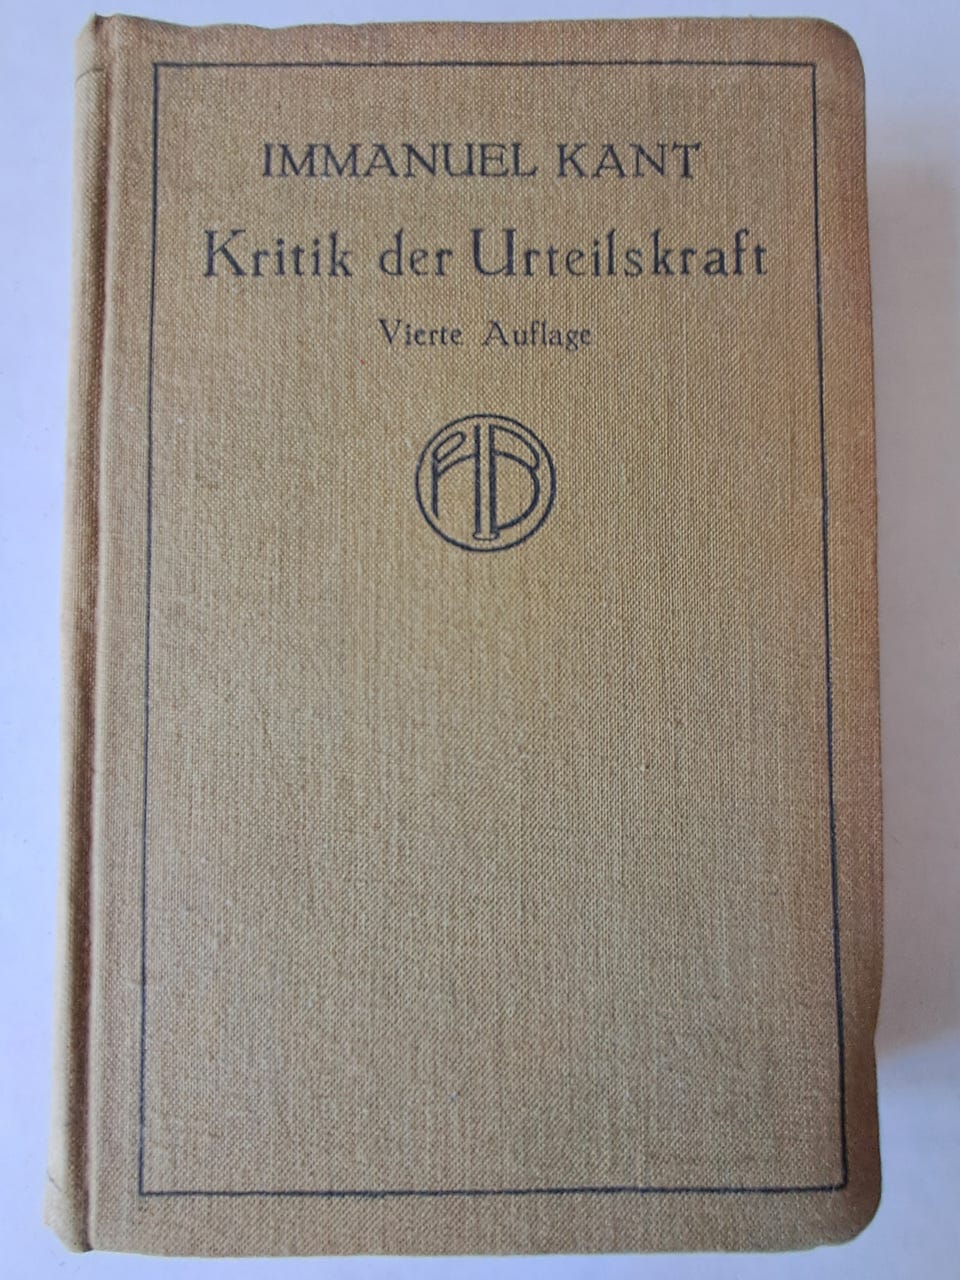 IMMANUEL KANT
Kritik der Urteilskraft
Vierte Auflage